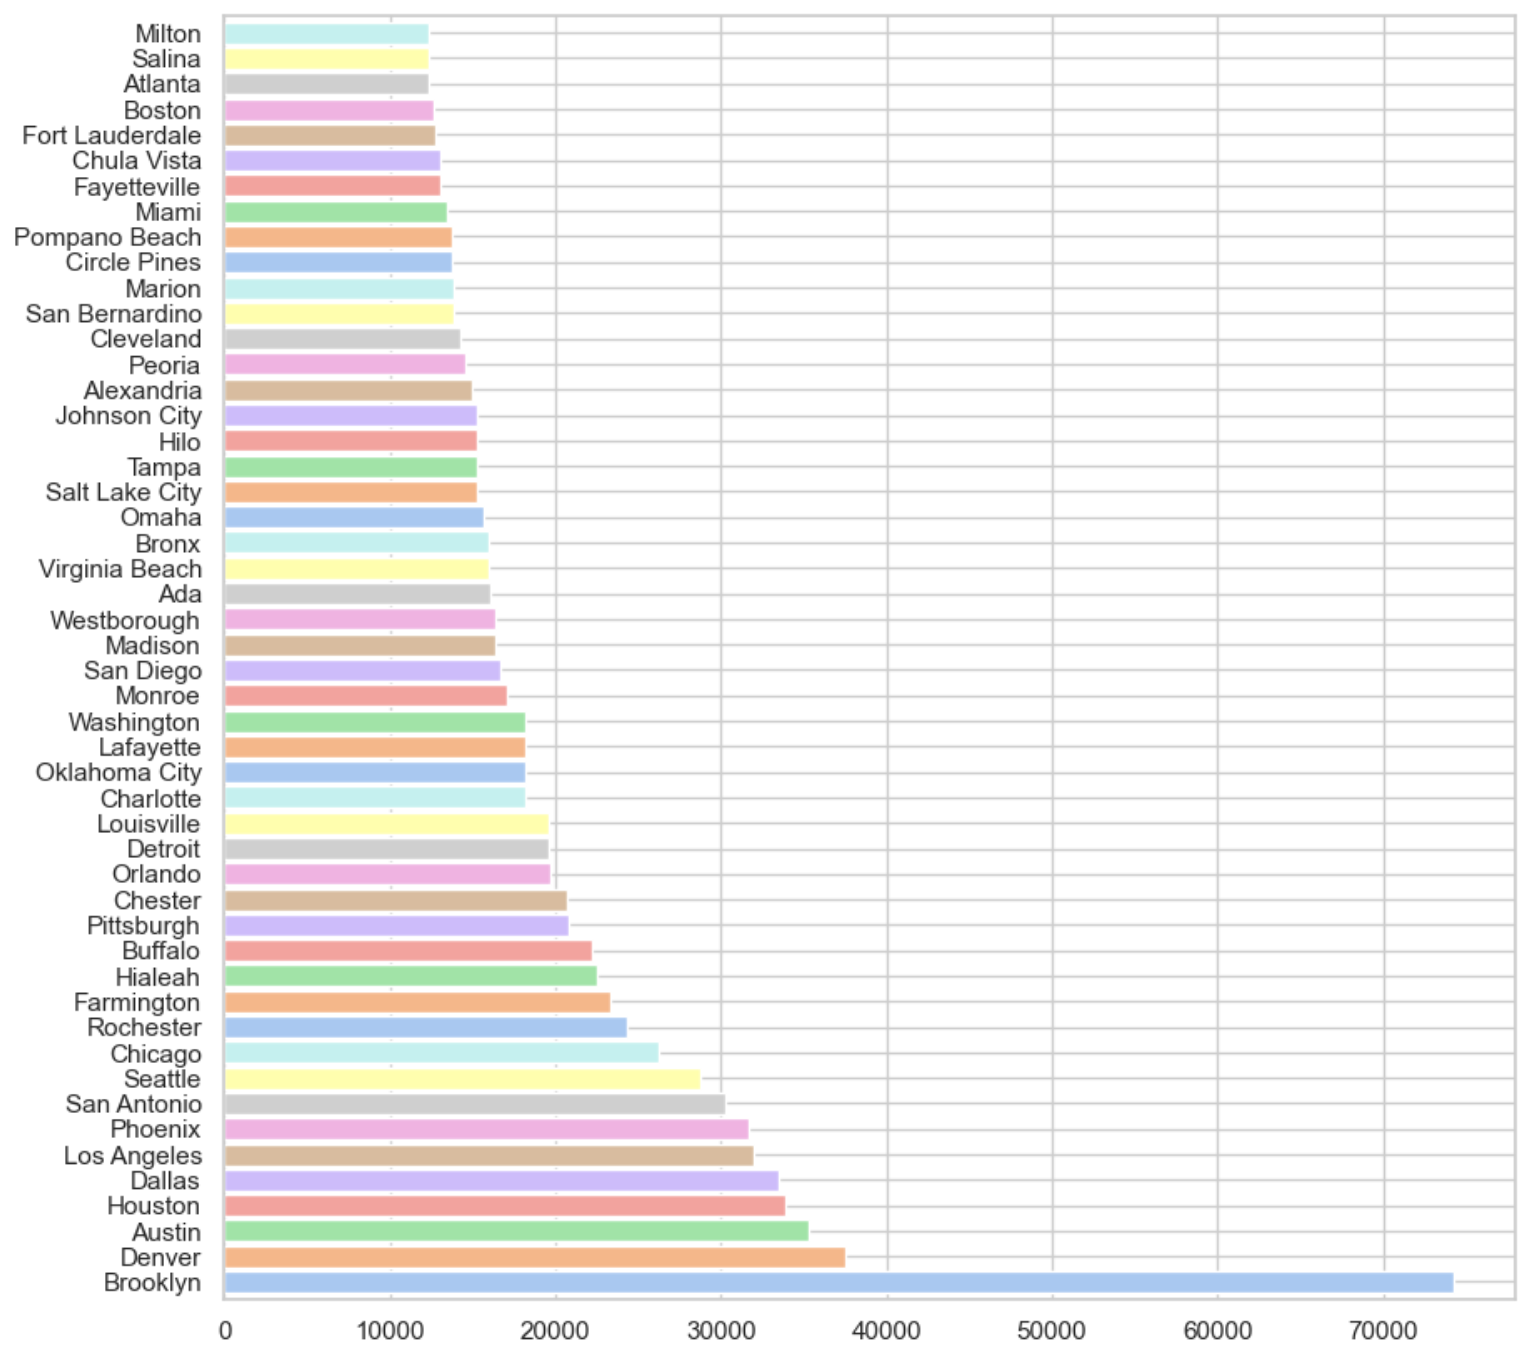 Milton
Salina
Atlanta
Boston
Fort Lauderdale
Chula Vista
Fayetteville
Miami
Pompano Beach
Circle Pines
Marion
San Bernardino
Cleveland
Peoria
Alexandria
Johnson City
Hilo
Tampa
Salt Lake City
Omaha
Bronx
Virginia Beach
Ada
Westborough
Madison
San Diego
Monroe
Washington
Lafayette
Oklahoma City
Charlotte
Louisville
Detroit
Orlando
Chester
Pittsburgh
Buffalo
Hialeah
Farmington
Rochester
Chicago
Seattle
San Antonio
Phoenix
Los Angeles
Dallas
Houston
Austin
Denver
Brooklyn
0 10000 20000 30000 40000 50000 60000 70000